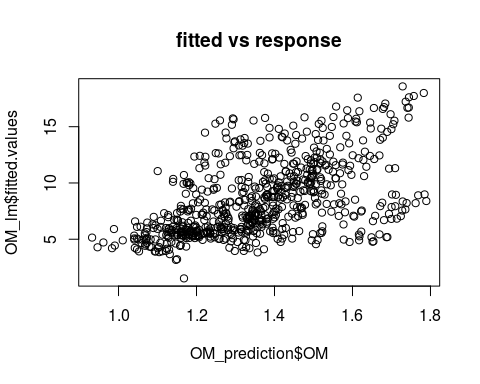 fitted vs response
OM_lm$fitted.values
15
10
5
1.0 1.2 1.4 1.6 1.8
OM_prediction$OM